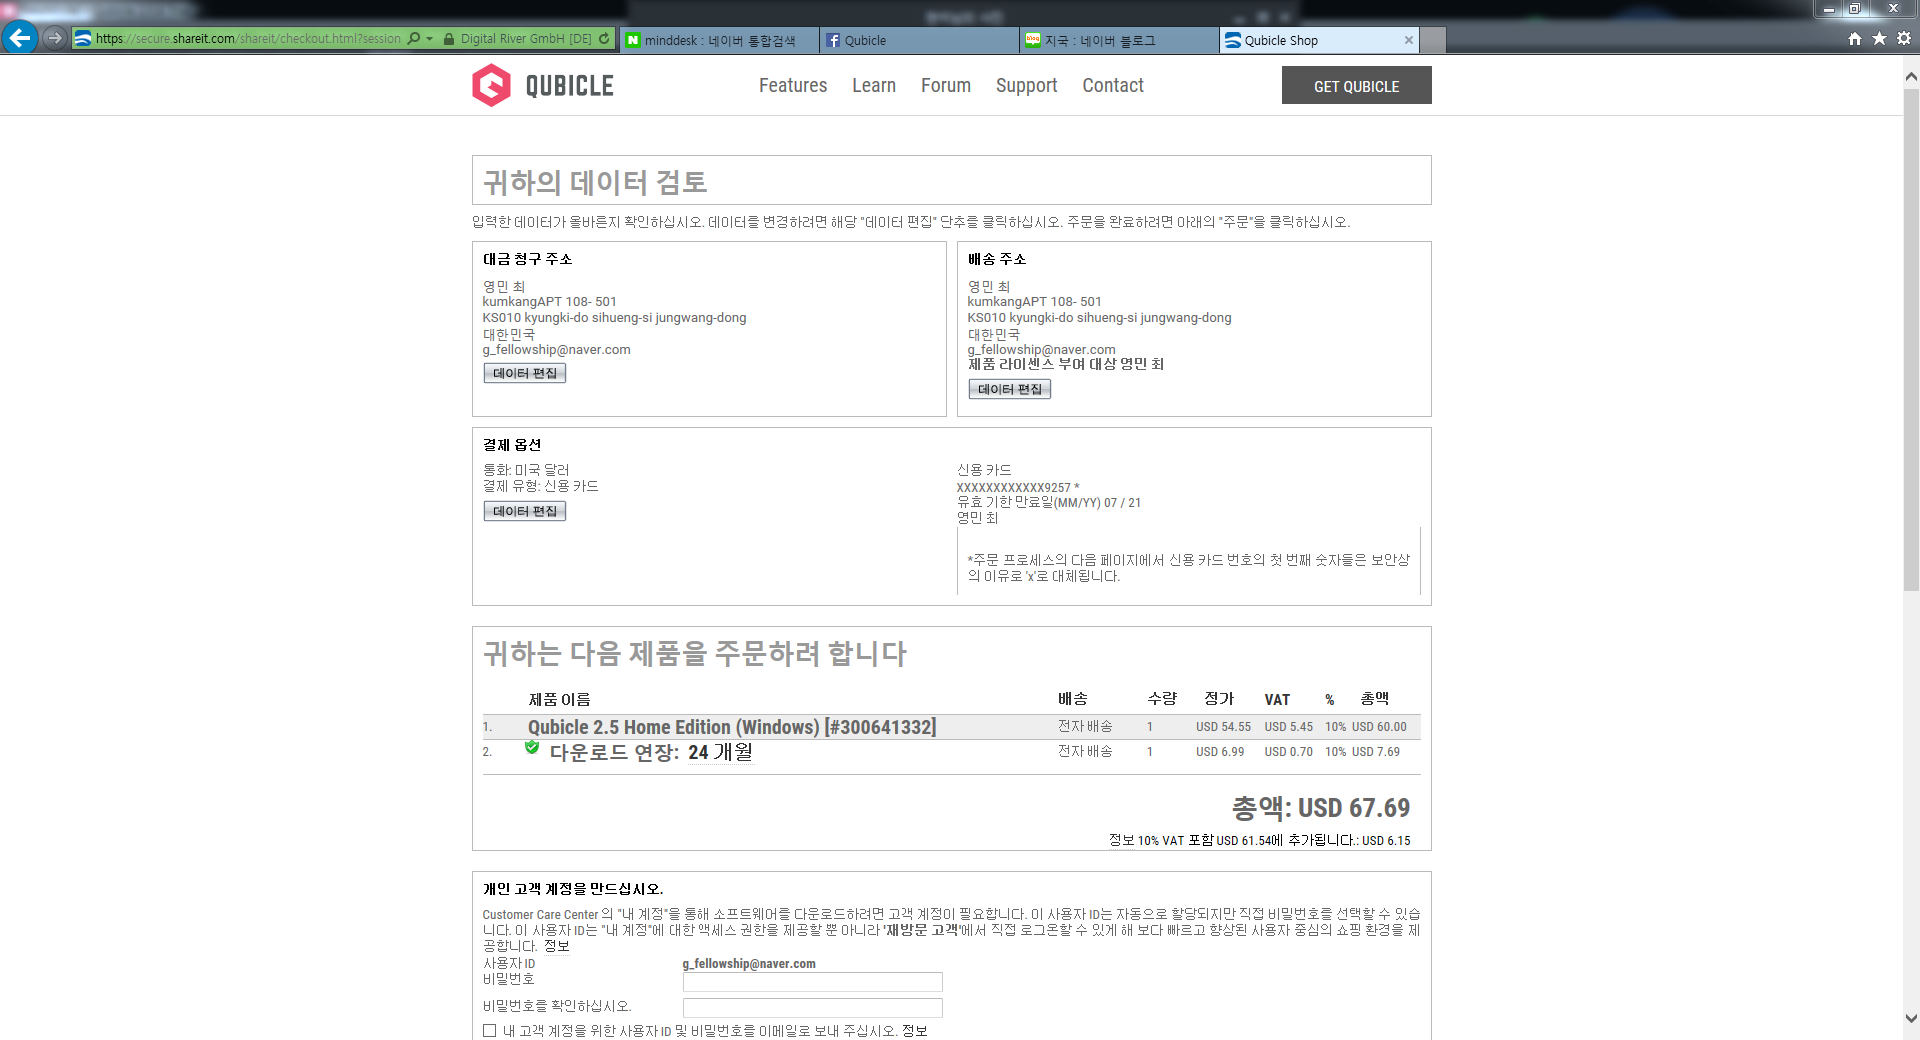 https://secure.shareit.com/shareit/checkout.html?session
Digital River GmbH [DE]
minddesk : 네이버 통합검색
Qubicle
지국 : 네이버 블로그
Qubicle Shop
QUBICLE
Features
Learn
Forum
Support
Contact
GET QUBICLE
귀하의 데이터 검토
입력한 데이터가 올바른지 확인하십시오. 데이터를 변경하려면 해당 "데이터 편집" 단추를 클릭하십시오. 주문을 완료하려면 아래의 "주문"을 클릭하십시오.
대금 청구 주소
영민 최
kumkangAPT 108- 501
KS010 kyungki-do sihueng-si jungwang-dong
대한민국
g_fellowship@naver.com
데이터 편집
배송 주소
영민 최
kumkangAPT 108- 501
KS010 kyungki-do sihueng-si jungwang-dong
대한민국
g_fellowship@naver.com
제품 라이센스 부여 대상 영민 최
데이터 편집
결제 옵션
통화: 미국 달러
결제 유형: 신용 카드
데이터 편집
신용 카드
XXXXXXXXXXXX9257 *
유효 기한 만료일(MM/YY) 07 / 21
영민 최
*주문 프로세스의 다음 페이지에서 신용 카드 번호의 첫 번째 숫자들은 보안상
의 이유로 'x'로 대체됩니다.
귀하는 다음 제품을 주문하려 합니다
제품 이름 배송 수량 정가 VAT % 총액
1. Qubicle 2.5 Home Edition (Windows) [#300641332] 전자 배송 1 USD 54.55 USD 5.45 10% USD 60.00
2. 다운로드 연장: 24 개월 전자 배송 1 USD 6.99 USD 0.70 10% USD 7.69
총액: USD 67.69
정보 10% VAT 포함 USD 61.54에 추가됩니다.: USD 6.15
개인 고객 계정을 만드십시오.
Customer Care Center 의 "내 계정"을 통해 소프트웨어를 다운로드하려면 고객 계정이 필요합니다. 이 사용자 ID는 자동으로 할당되지만 직접 비밀번호를 선택할 수 있습
니다. 이 사용자 ID는 "내 계정"에 대한 액세스 권한을 제공할 뿐 아니라 '재방문 고객'에서 직접 로그온할 수 있게 해 보다 빠르고 향상된 사용자 중심의 쇼핑 환경을 제
공합니다. 정보
사용자 ID g_fellowship@naver.com
비밀번호
비밀번호를 확인하십시오.
내 고객 계정을 위한 사용자 ID 및 비밀번호를 이메일로 보내 주십시오. 정보